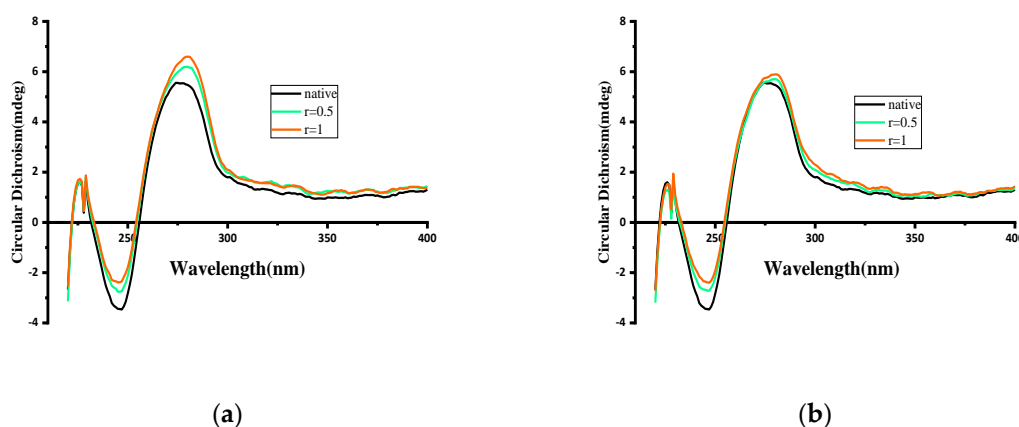 8
6
4
2
0
-2
-4
250
300
350
400
Circular Dichroism(mdeg)
Wavelength(nm)
native
r=0.5
r=1
(a)
8
6
4
2
0
-2
-4
250
300
350
400
Circular Dichroism(mdeg)
Wavelength(nm)
native
r=0.5
r=1
(b)